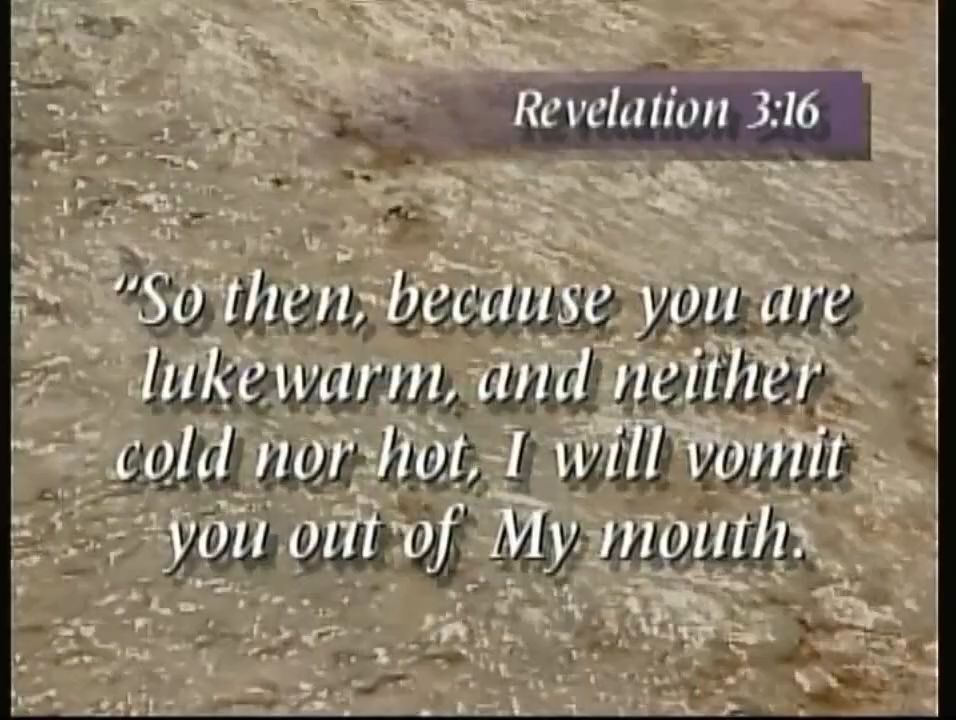 Revelation 3:16
"So then, because you are
lukewarm, and neither
cold nor hot, I will vomit
you out of My mouth.